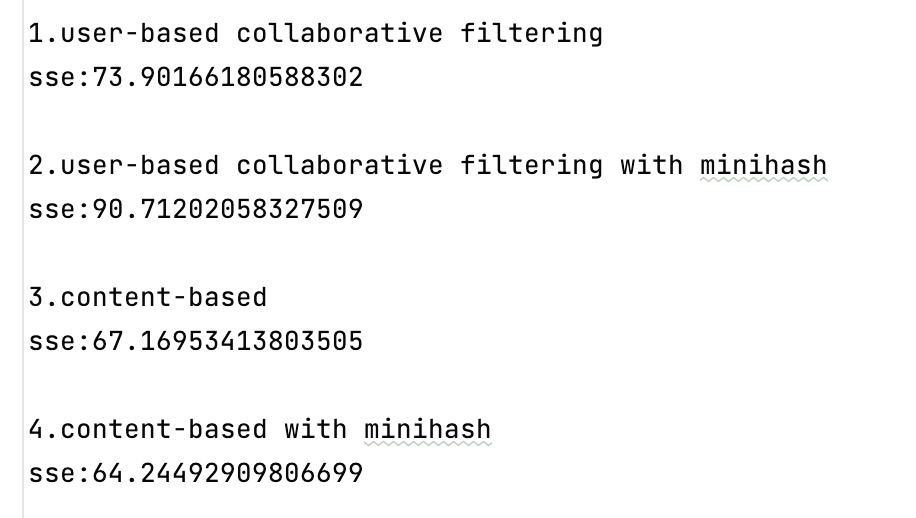 1.user-based collaborative filtering
sse:73.90166180588302
2.user-based collaborative filtering with minihash
sse:90.71202058327509
3.content-based
sse:67.16953413803505
4.content-based with minihash
sse:64.24492909806699